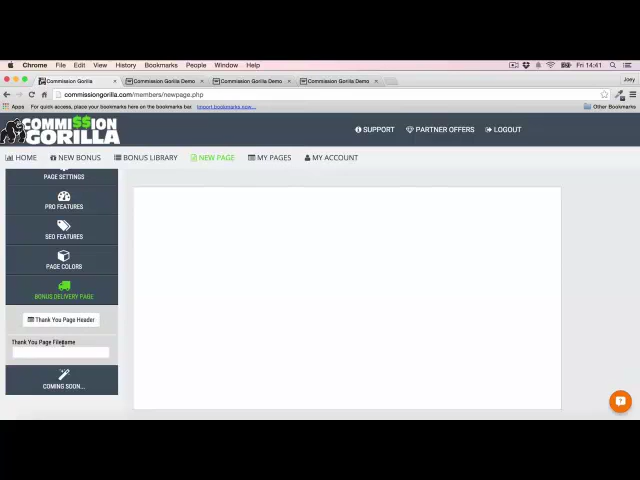 Chrome File Edit View History Bookmarks People Window Help
Fri 14:41
Commission Gorilla
Commission Gorilla Demo
Commission Gorilla Demo
Commission Gorilla Demo
Joey
commissiongorilla.com/members/newpage.php
Apps For quick access, place your bookmarks here on the bookmarks bar. Import bookmarks now...
Other Bookmarks
COMMI$$ION
GORILLA
SUPPORT
PARTNER OFFERS
LOGOUT
HOME
NEW BONUS
BONUS LIBRARY
NEW PAGE
MY PAGES
MY ACCOUNT
PAGE SETTINGS
PRO FEATURES
SEO FEATURES
PAGE COLORS
BONUS DELIVERY PAGE
Thank You Page Header
Thank You Page Filename
COMING SOON...